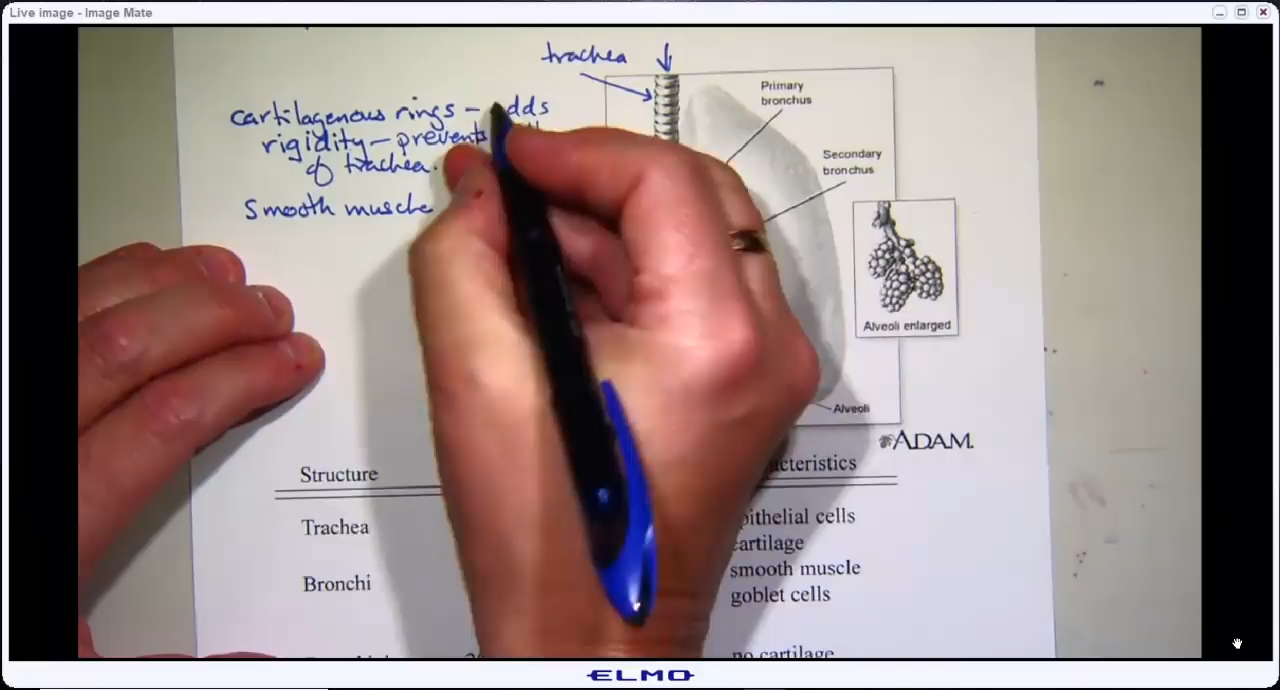 Live image - Image Mate
trachea
cartilagenous rings – adds
rigidity – prevents
of trachea.
smooth muscle
Primary
bronchus
Secondary
bronchus
Alveoli enlarged
Alveoli
ADAM.
Structure
Trachea
epithelial cells
cartilage
Bronchi
smooth muscle
goblet cells
no cartilage
ELMO